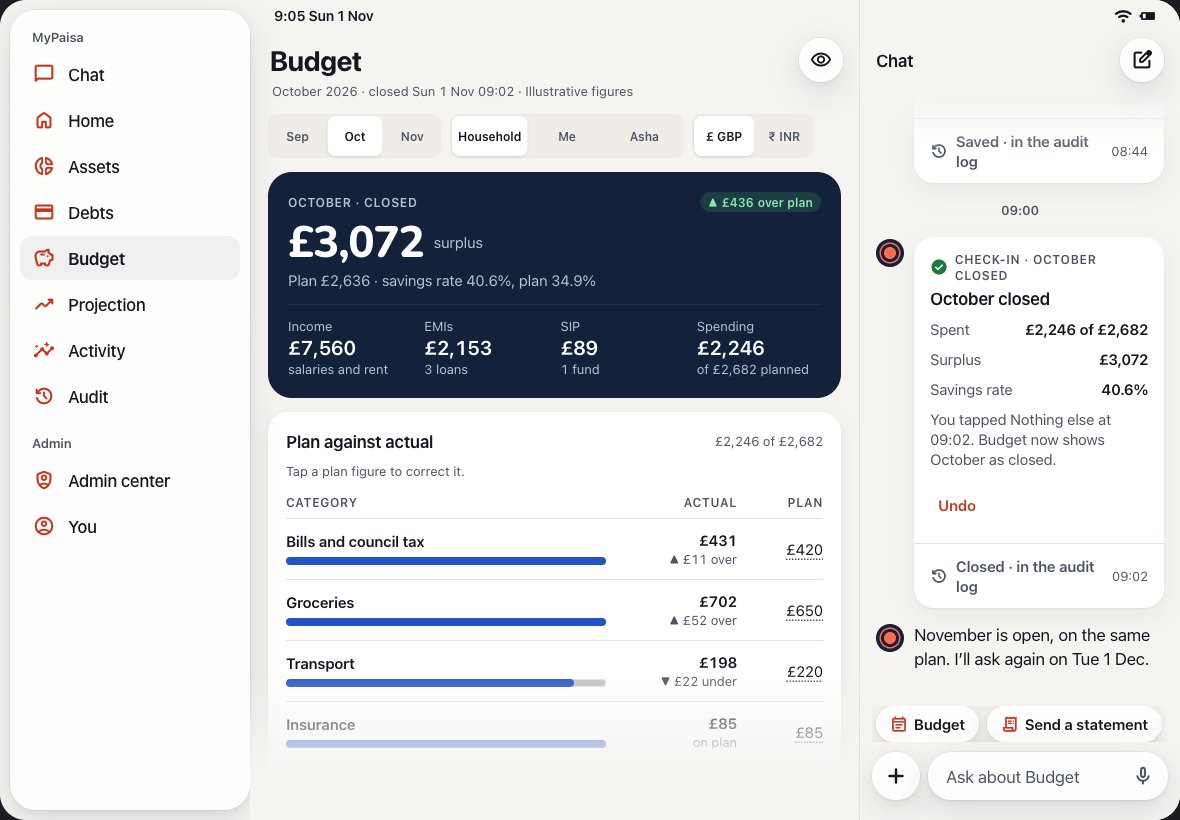 MyPaisa
Chat
Home
Assets
Debts
Budget
Projection
Activity
Audit
Admin
Admin center
You
9:05 Sun 1 Nov
Budget
October 2026 · closed Sun 1 Nov 09:02 · Illustrative figures
Sep Oct Nov Household Me Asha £ GBP ₹ INR
OCTOBER · CLOSED ▲ £436 over plan
£3,072 surplus
Plan £2,636 · savings rate 40.6%, plan 34.9%
Income EMIs SIP Spending
£7,560 £2,153 £89 £2,246
salaries and rent 3 loans 1 fund of £2,682 planned
Plan against actual £2,246 of £2,682
Tap a plan figure to correct it.
CATEGORY ACTUAL PLAN
Bills and council tax £431 £420
▲ £11 over
Groceries £702 £650
▲ £52 over
Transport £198 £220
▼ £22 under
Insurance £85 £85
on plan
Chat
Saved · in the audit log 08:44
09:00
CHECK-IN · OCTOBER
CLOSED
October closed
Spent £2,246 of £2,682
Surplus £3,072
Savings rate 40.6%
You tapped Nothing else at
09:02. Budget now shows
October as closed.
Undo
Closed · in the audit log 09:02
November is open, on the same
plan. I’ll ask again on Tue 1 Dec.
Budget Send a statement
Ask about Budget